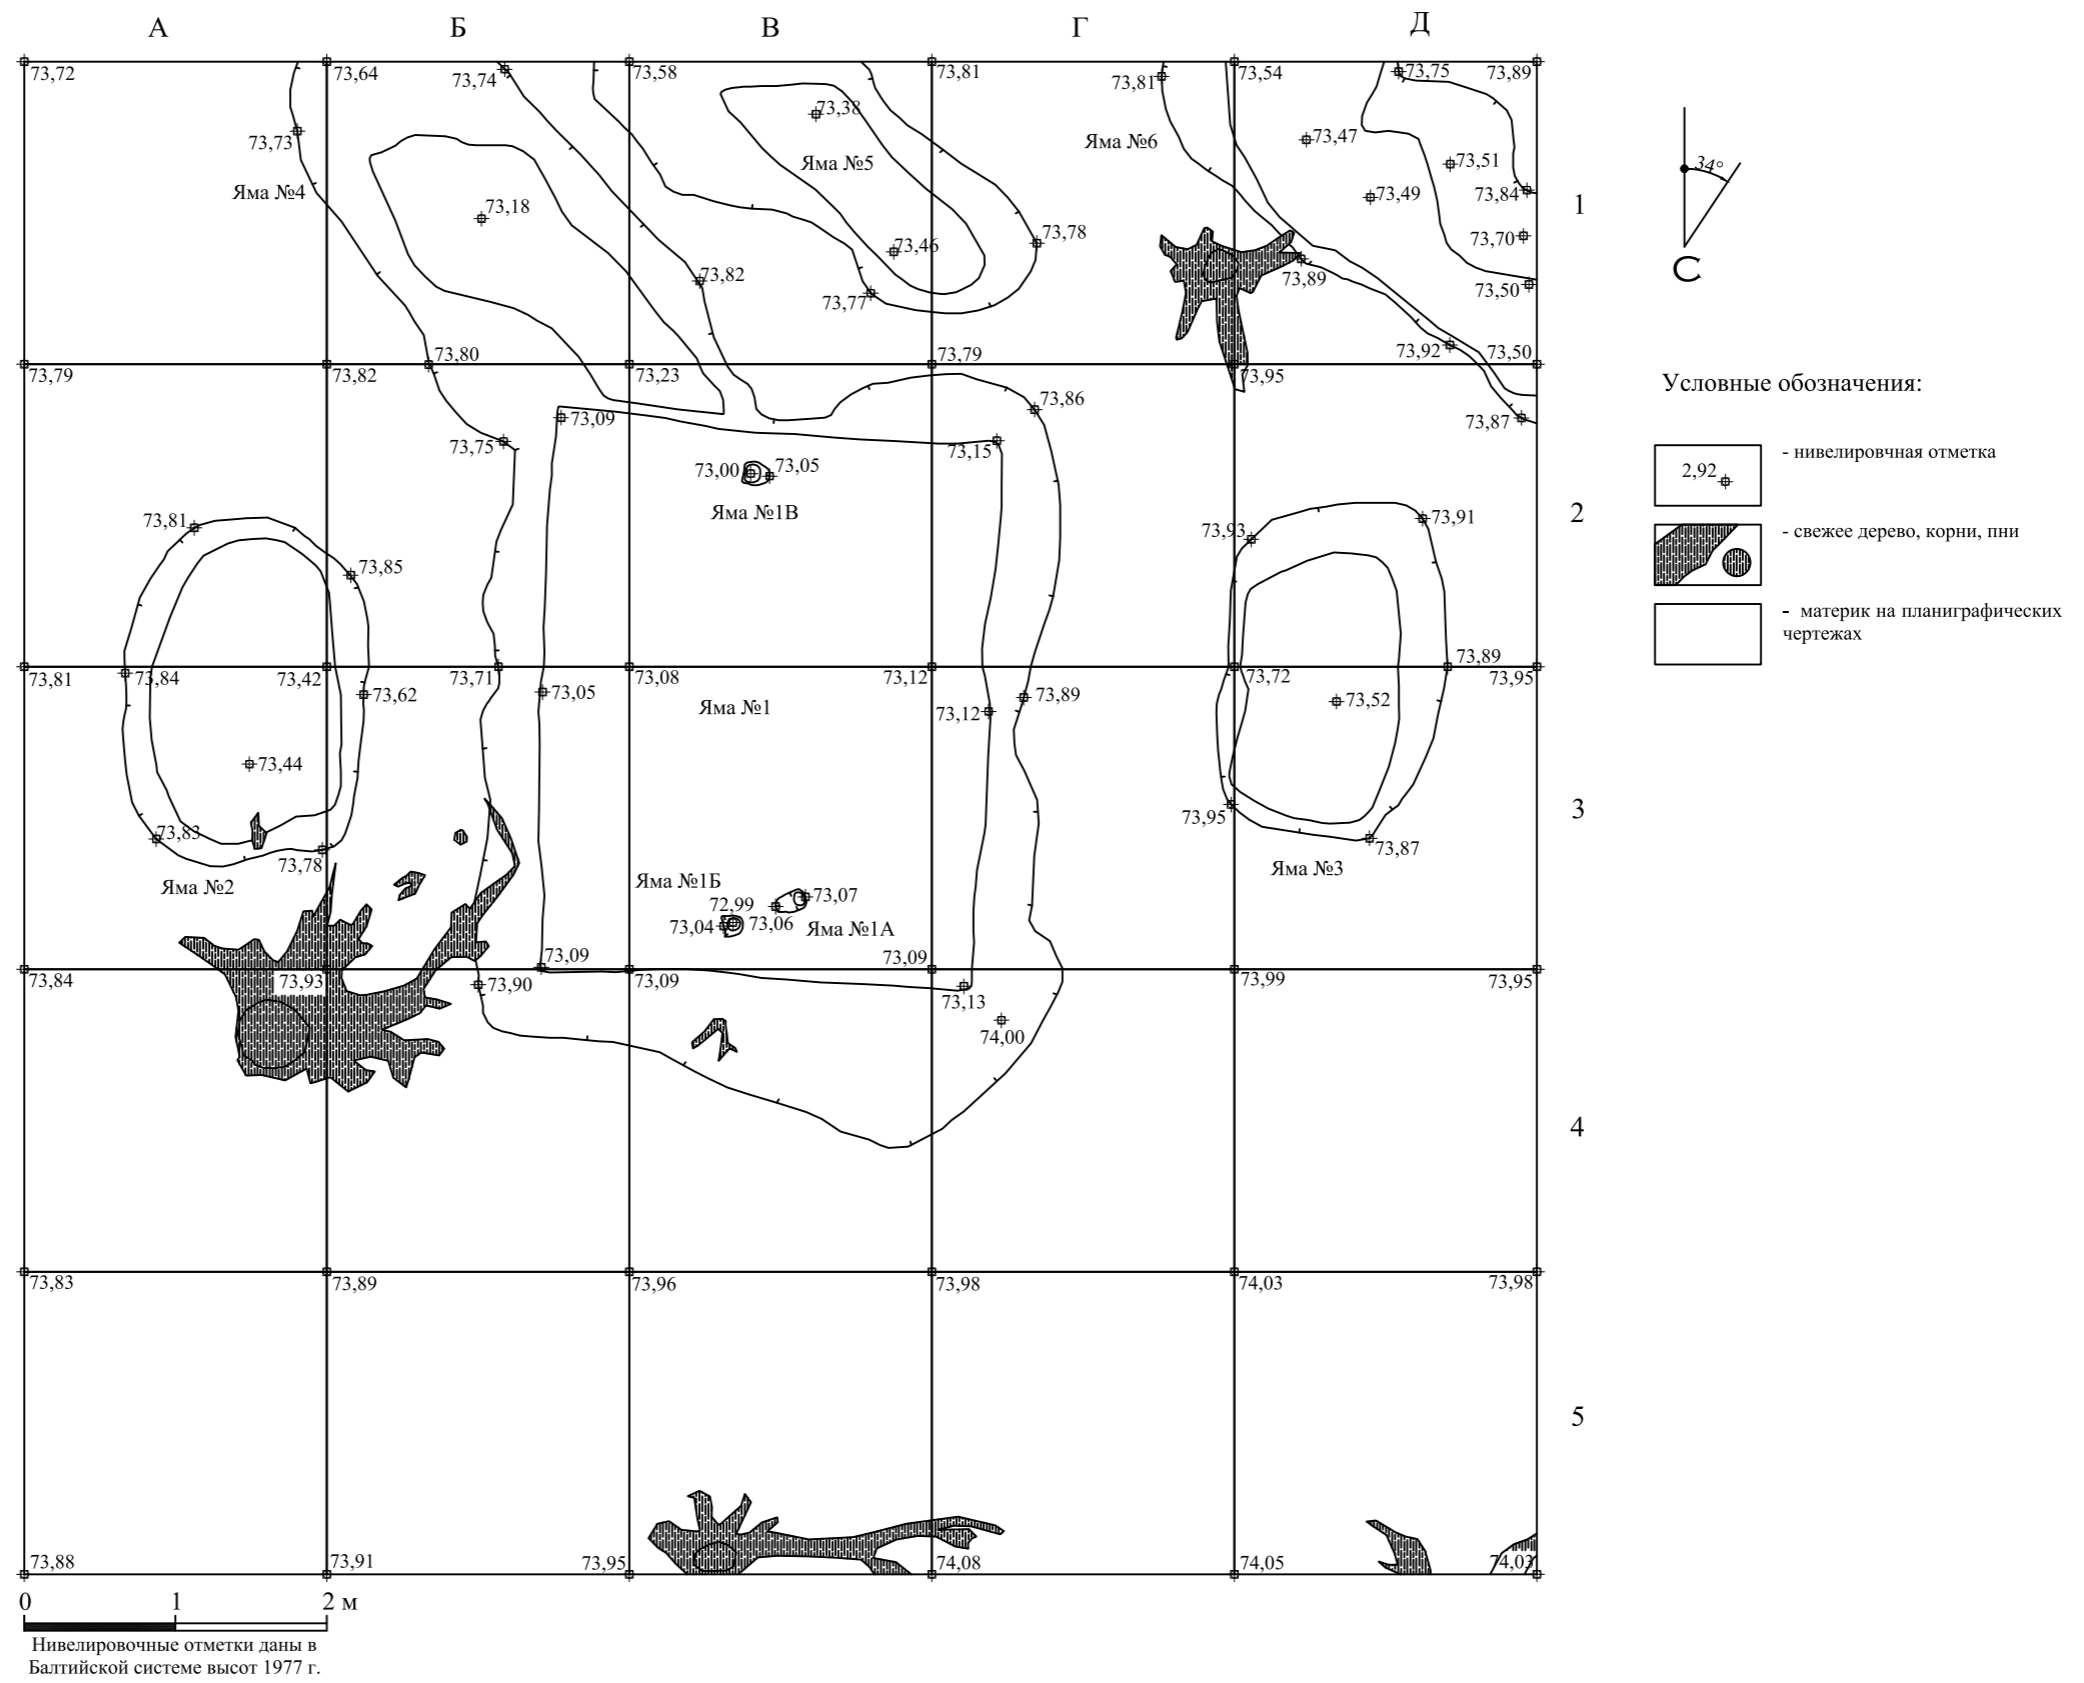 А Б В Г Д
73,72 73,64 73,74 73,58 73,81 73,81 73,54 73,75 73,89
73,38
73,73 Яма №6 73,47
Яма №5 73,51
Яма №4 73,49 73,84 1
73,18
73,46 73,78 73,70
73,82 73,77 73,89 73,50
73,80 73,79 73,92 73,50
73,79 73,82 73,23 73,95
73,86
73,09 73,87
73,75 73,15
73,00 73,05
Яма №1В 2
73,81 73,93 73,91
73,85
73,89
73,81 73,84 73,42 73,71 73,08 73,12 73,72 73,95
73,62 73,05 73,89 73,52
Яма №1 73,12
73,44
3
73,83 73,95
73,78 73,87
Яма №2 Яма №1Б Яма №3
73,07
72,99
73,04 73,06 Яма №1А
73,09 73,09
73,84 73,93 73,90 73,09 73,99 73,95
73,13
74,00
4
73,83 73,89 73,96 73,98 74,03 73,98
5
73,88 73,91 73,95 74,08 74,05 74,03
0 1 2 м
Нивелировочные отметки даны в
Балтийской системе высот 1977 г.
34°
С
Условные обозначения:
2,92
- нивелировчная отметка
- свежее дерево, корни, пни
- материк на планиграфических
чертежах